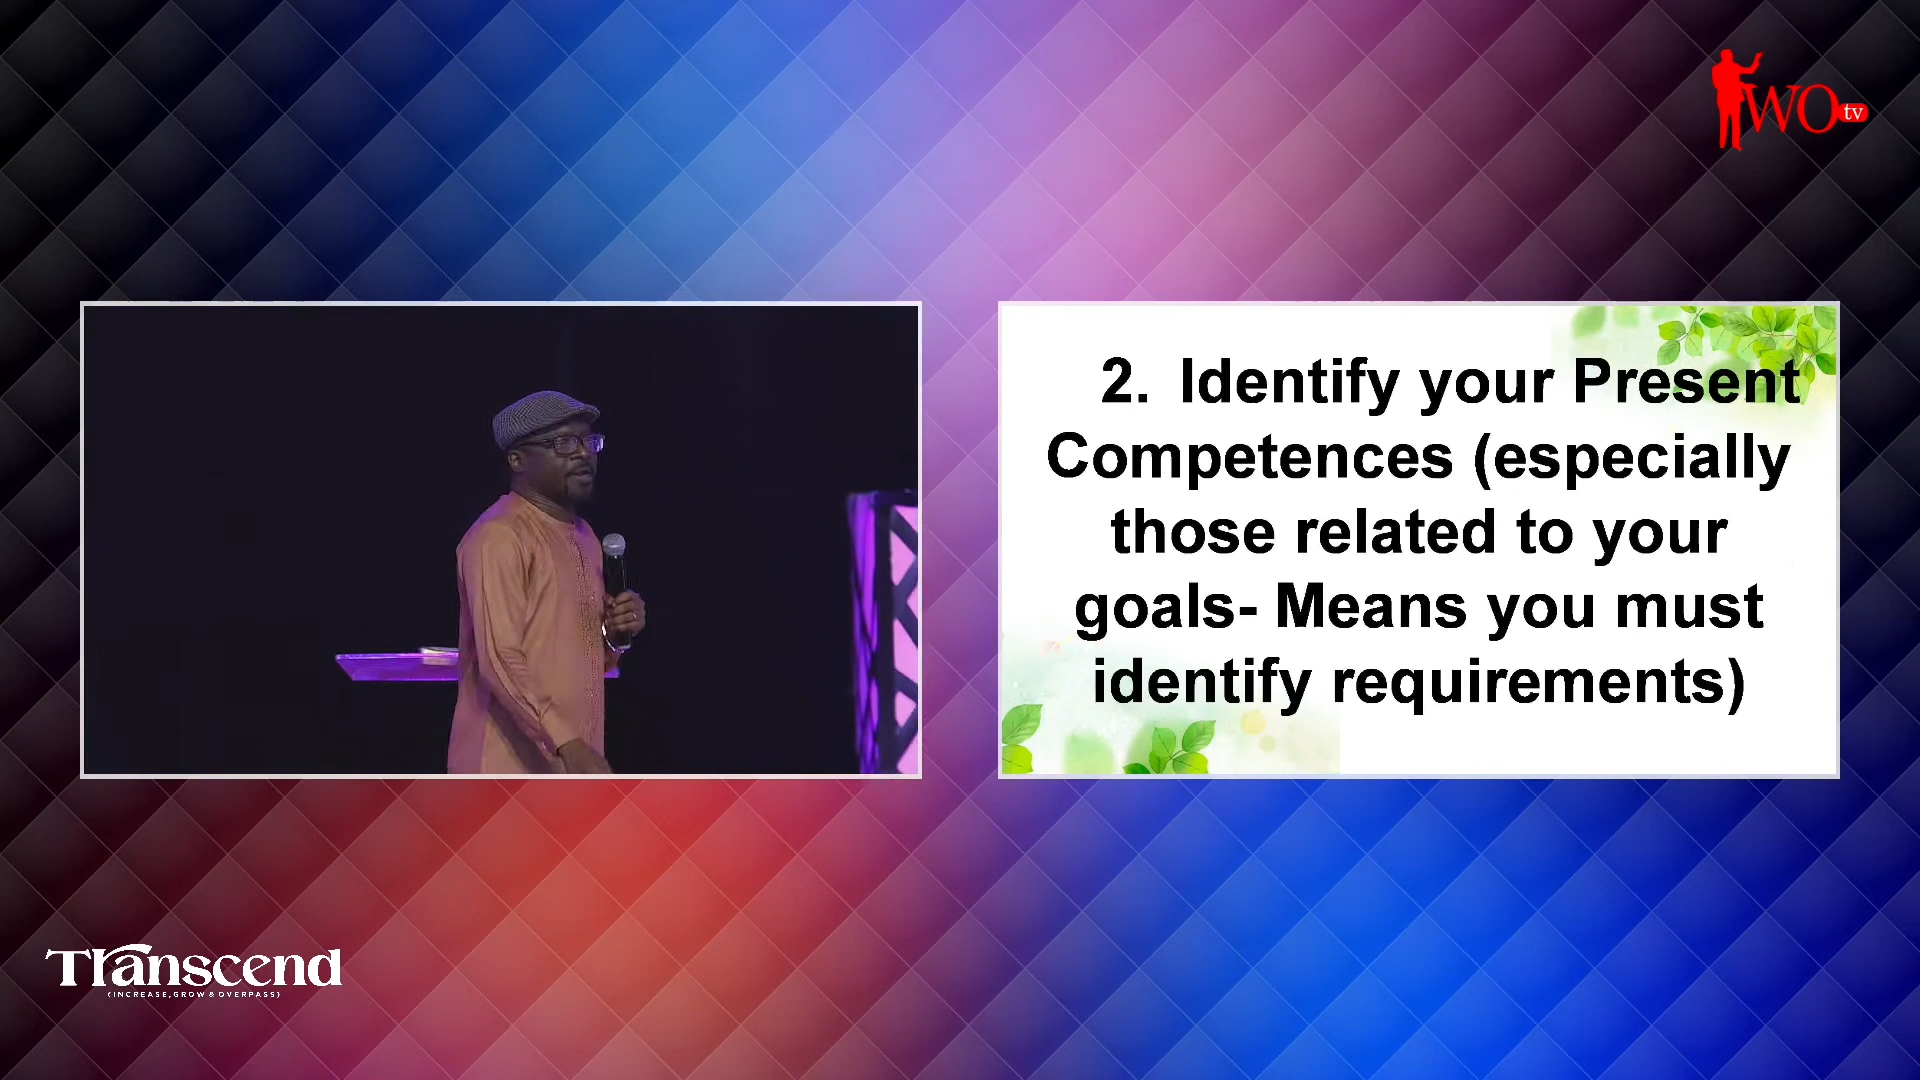 WO tv
2. Identify your Present
Competences (especially
those related to your
goals- Means you must
identify requirements)
Transcend
(INCREASE, GROW & OVERPASS)